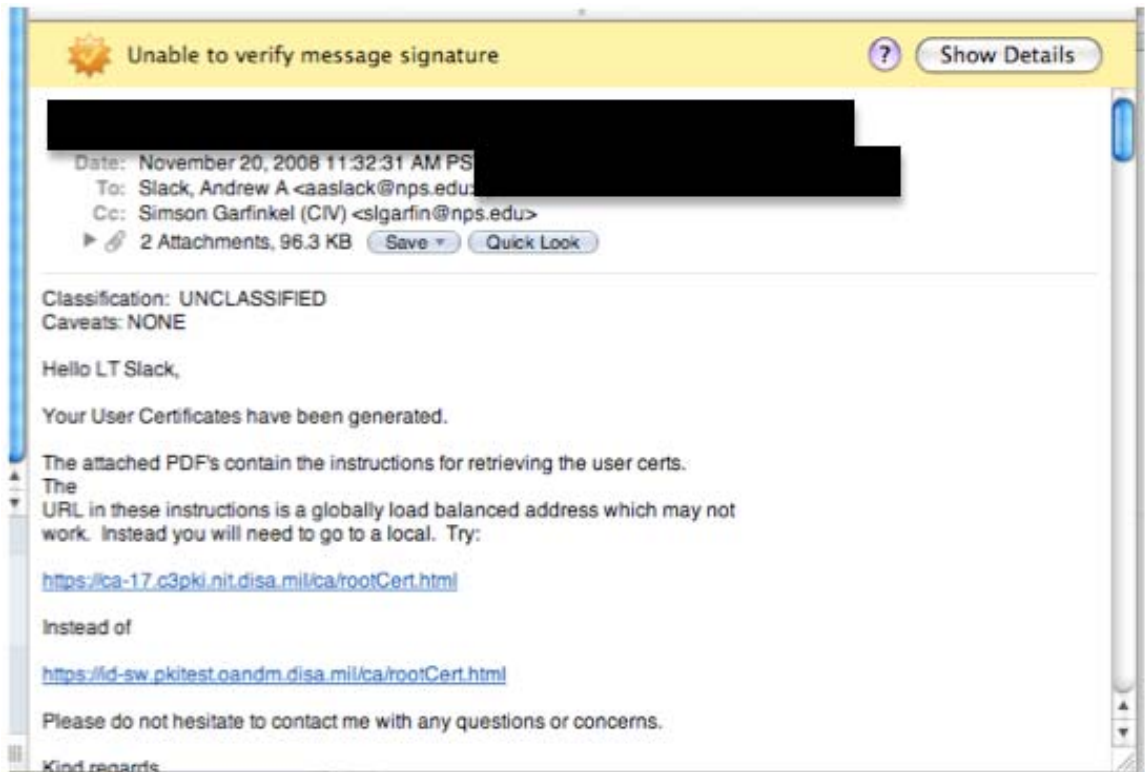 Unable to verify message signature
? Show Details
Date: November 20, 2008 11:32:31 AM PS
To: Slack, Andrew A <aaslack@nps.edu
Cc: Simson Garfinkel (CIV) <slgarfin@nps.edu>
2 Attachments, 96.3 KB Save Quick Look
Classification: UNCLASSIFIED
Caveats: NONE
Hello LT Slack,
Your User Certificates have been generated.
The attached PDF's contain the instructions for retrieving the user certs.
The
URL in these instructions is a globally load balanced address which may not
work. Instead you will need to go to a local. Try:
https://ca-17.c3pki.nit.disa.mil/ca/rootCert.html
Instead of
https://id-sw.pkitest.oandm.disa.mil/ca/rootCert.html
Please do not hesitate to contact me with any questions or concerns.
Kind regards